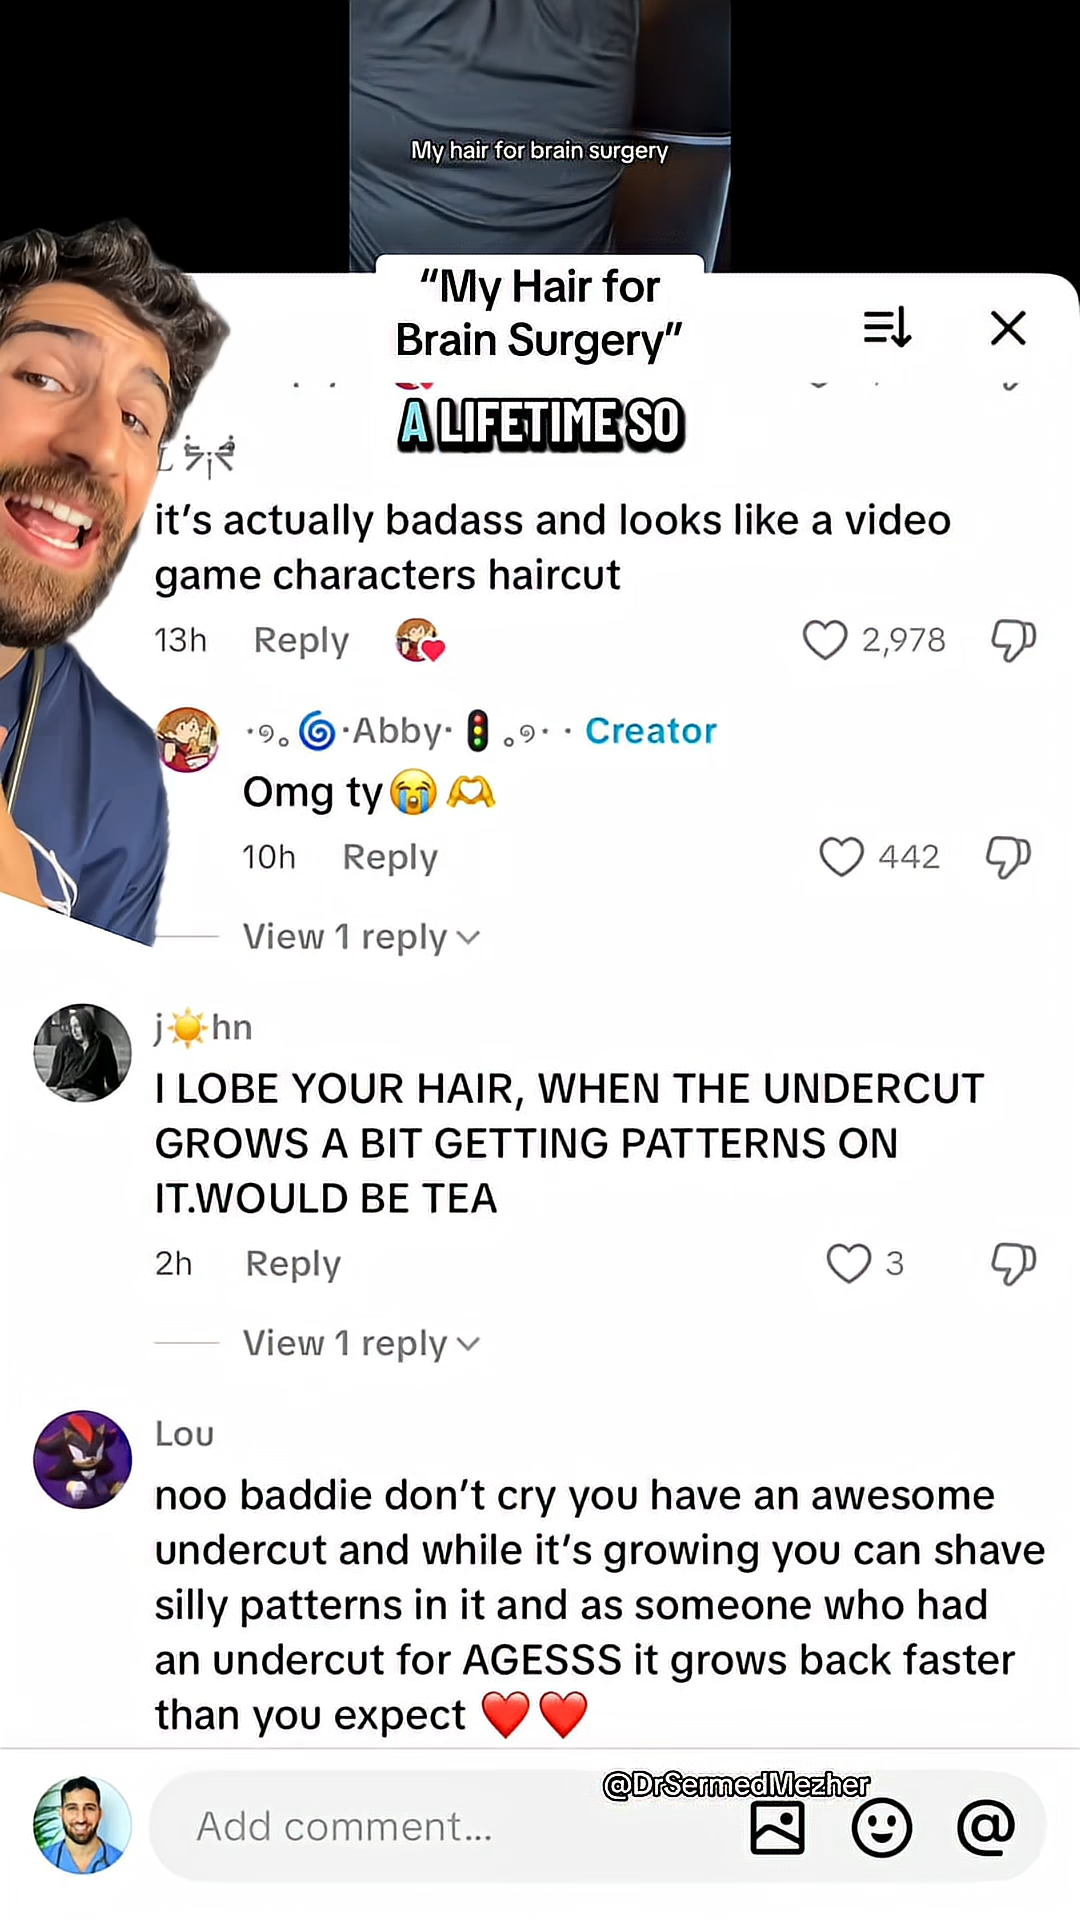 My hair for brain surgery
“My Hair for
Brain Surgery”
A LIFETIME SO
it’s actually badass and looks like a video
game characters haircut
13h Reply 2,978
·Abby· · Creator
Omg ty😭🫶
10h Reply 442
View 1 reply
j☀️hn
I LOBE YOUR HAIR, WHEN THE UNDERCUT
GROWS A BIT GETTING PATTERNS ON
IT.WOULD BE TEA
2h Reply 3
View 1 reply
Lou
noo baddie don’t cry you have an awesome
undercut and while it’s growing you can shave
silly patterns in it and as someone who had
an undercut for AGESSS it grows back faster
than you expect ❤️❤️
@DrSermedMezher
Add comment...